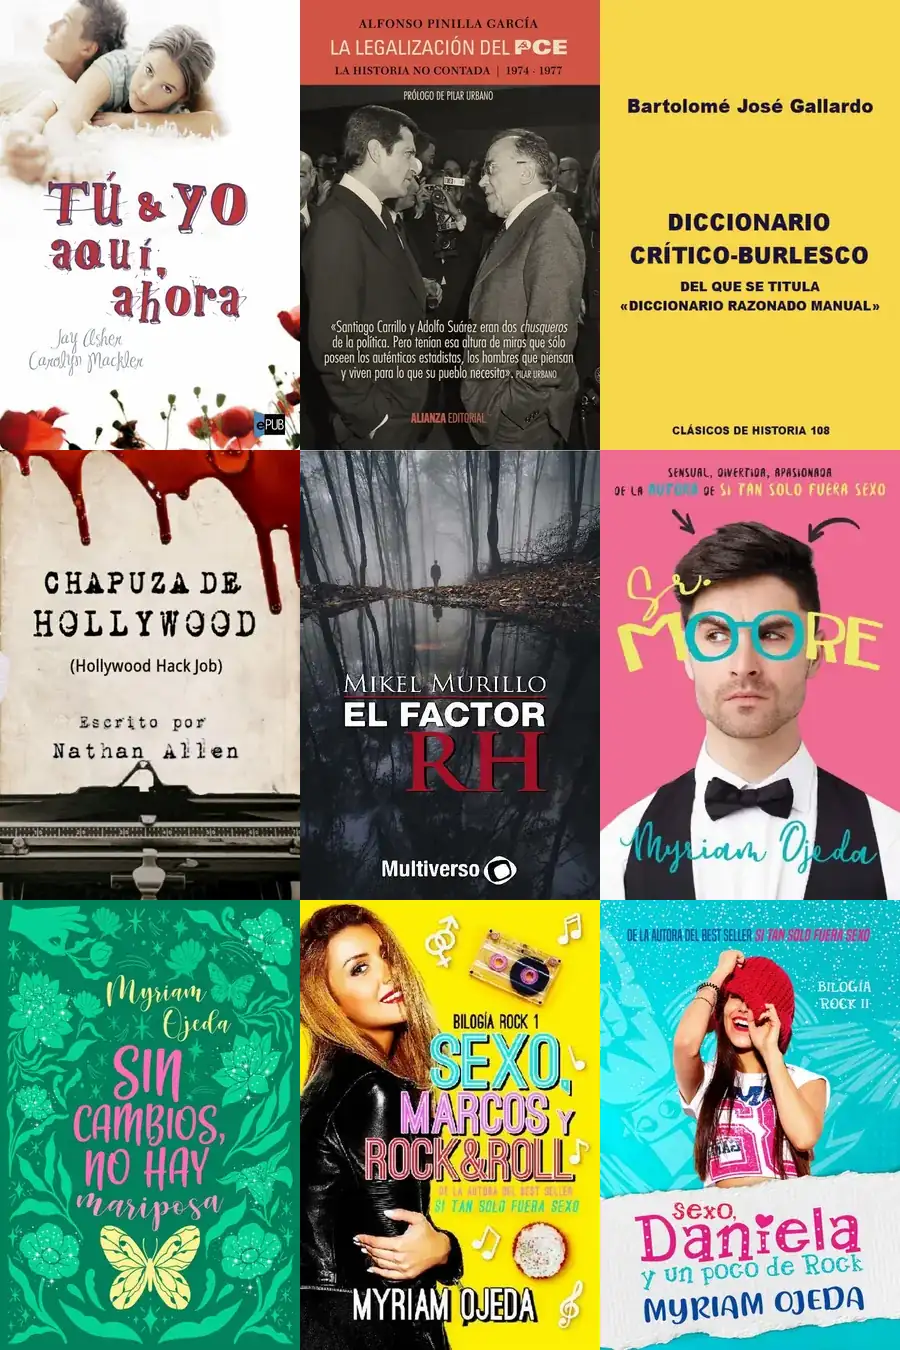 TÚ & YO
aquí,
ahora
Jay Asher
Carolyn Mackler
ePUB
ALFONSO PINILLA GARCÍA
LA LEGALIZACIÓN DEL PCE
LA HISTORIA NO CONTADA | 1974 - 1977
PRÓLOGO DE PILAR URBANO
«Santiago Carrillo y Adolfo Suárez eran dos chusqueros
de la política. Pero tenían esa altura de miras que sólo
poseen los auténticos estadistas, los hombres que piensan
y viven para lo que su pueblo necesita». PILAR URBANO
ALIANZA EDITORIAL
Bartolomé José Gallardo
DICCIONARIO
CRÍTICO-BURLESCO
DEL QUE SE TITULA
«DICCIONARIO RAZONADO MANUAL»
CLÁSICOS DE HISTORIA 108
CHAPUZA DE
HOLLYWOOD
(Hollywood Hack Job)
Escrito por
Nathan Allen
MIKEL MURILLO
EL FACTOR
RH
Multiverso
SENSUAL, DIVERTIDA, APASIONADA
DE LA AUTORA DE SI TAN SOLO FUERA SEXO
Sr.
MOORE
Myriam Ojeda
Myriam
Ojeda
SIN
CAMBIOS,
NO HAY
mariposa
BILOGÍA ROCK 1
SEXO,
MARCOS Y
ROCK&ROLL
DE LA AUTORA DEL BEST SELLER
SI TAN SOLO FUERA SEXO
MYRIAM OJEDA
DE LA AUTORA DEL BEST SELLER SI TAN SOLO FUERA SEXO
BILOGÍA
ROCK II
sexo,
Daniela
y un poco de Rock
MYRIAM OJEDA